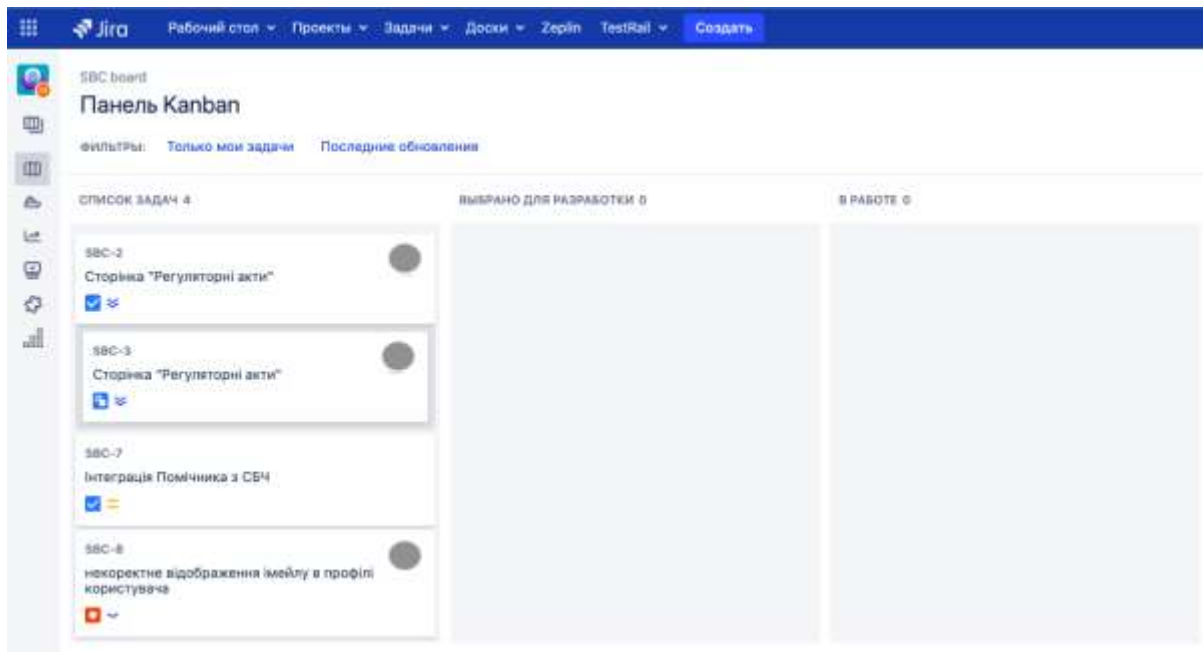 Jira Рабочий стол Проекты Задачи Доски Zeplin TestRail Создать
SBC board
Панель Kanban
ФИЛЬТРЫ: Только мои задачи Последние обновления
СПИСОК ЗАДАЧ 4 ВЫБРАНО ДЛЯ РАЗРАБОТКИ 0 В РАБОТЕ 0
SBC-2
Сторінка "Регуляторні акти"
SBC-3
Сторінка "Регуляторні акти"
SBC-7
Інтеграція Помічника з СБЧ
SBC-8
некоректне відображення імейлу в профілі
користувача